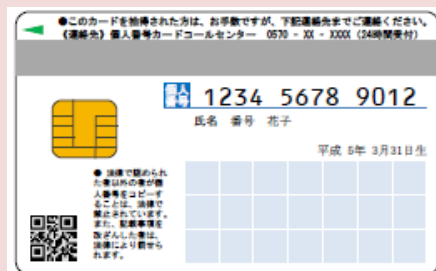 ●このカードを拾得された方は、お手数ですが、下記連絡先までご連絡ください。
《連絡先》個人番号カードコールセンター 0570 - XX - XXXX (24時間受付)
個人番号 1234 5678 9012
氏名 番号 花子
平成 5年 3月31日生
● 法律で認められ
た者以外の者が個
人番号をコピーす
ることは、法律で
禁止されています。
また、記載事項を
改ざんした者は、
法律により罰せら
れます。